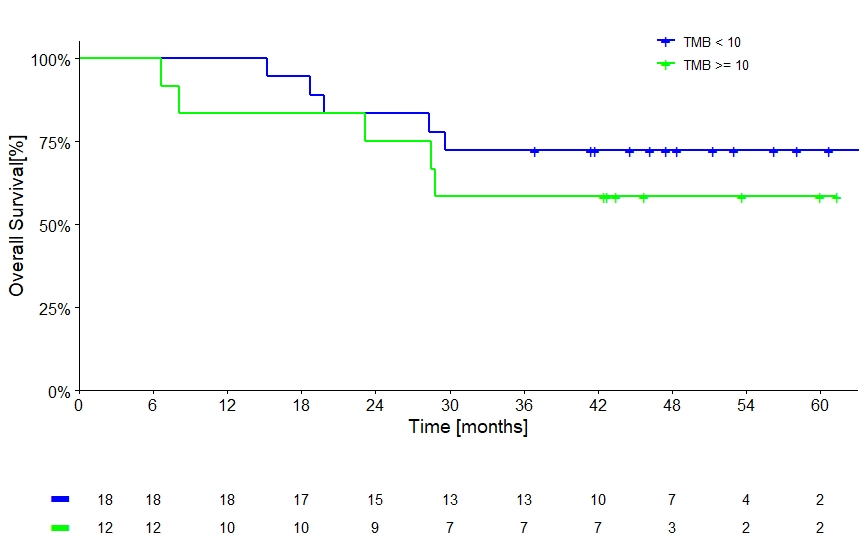 TMB < 10
TMB >= 10
100%
75%
50%
25%
0%
Overall Survival[%]
0 6 12 18 24 30 36 42 48 54 60
Time [months]
18 18 18 17 15 13 13 10 7 4 2
12 12 10 10 9 7 7 7 3 2 2